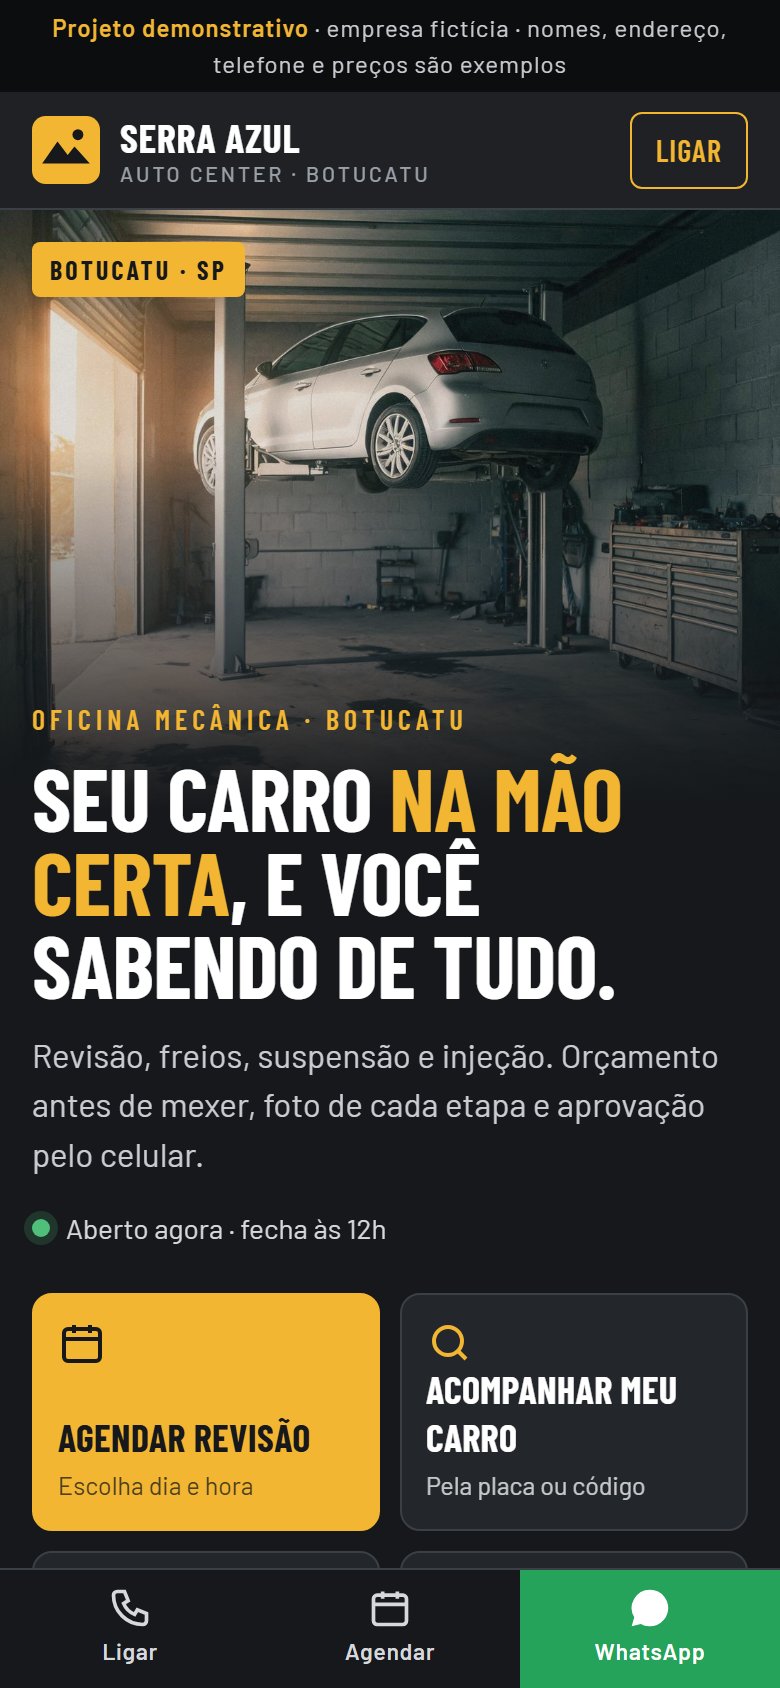 Projeto demonstrativo · empresa fictícia · nomes, endereço,
telefone e preços são exemplos
SERRA AZUL
AUTO CENTER · BOTUCATU
LIGAR
BOTUCATU · SP
OFICINA MECÂNICA · BOTUCATU
SEU CARRO NA MÃO
CERTA, E VOCÊ
SABENDO DE TUDO.
Revisão, freios, suspensão e injeção. Orçamento
antes de mexer, foto de cada etapa e aprovação
pelo celular.
Aberto agora · fecha às 12h
AGENDAR REVISÃO
Escolha dia e hora
ACOMPANHAR MEU
CARRO
Pela placa ou código
Ligar
Agendar
WhatsApp